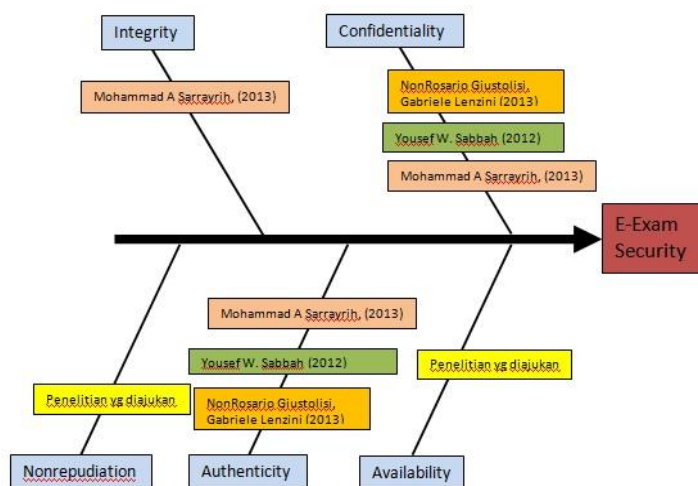 Integrity
Confidentiality
Mohammad A Sarrayrih, (2013)
NonRosario Giustolisi,
Gabriele Lenzini (2013)
Yousef W. Sabbah (2012)
Mohammad A Sarrayrih, (2013)
E-Exam
Security
Mohammad A Sarrayrih, (2013)
Yousef W. Sabbah (2012)
NonRosario Giustolisi,
Gabriele Lenzini (2013)
Penelitian yg diajukan
Penelitian yg diajukan
Nonrepudiation
Authenticity
Availability